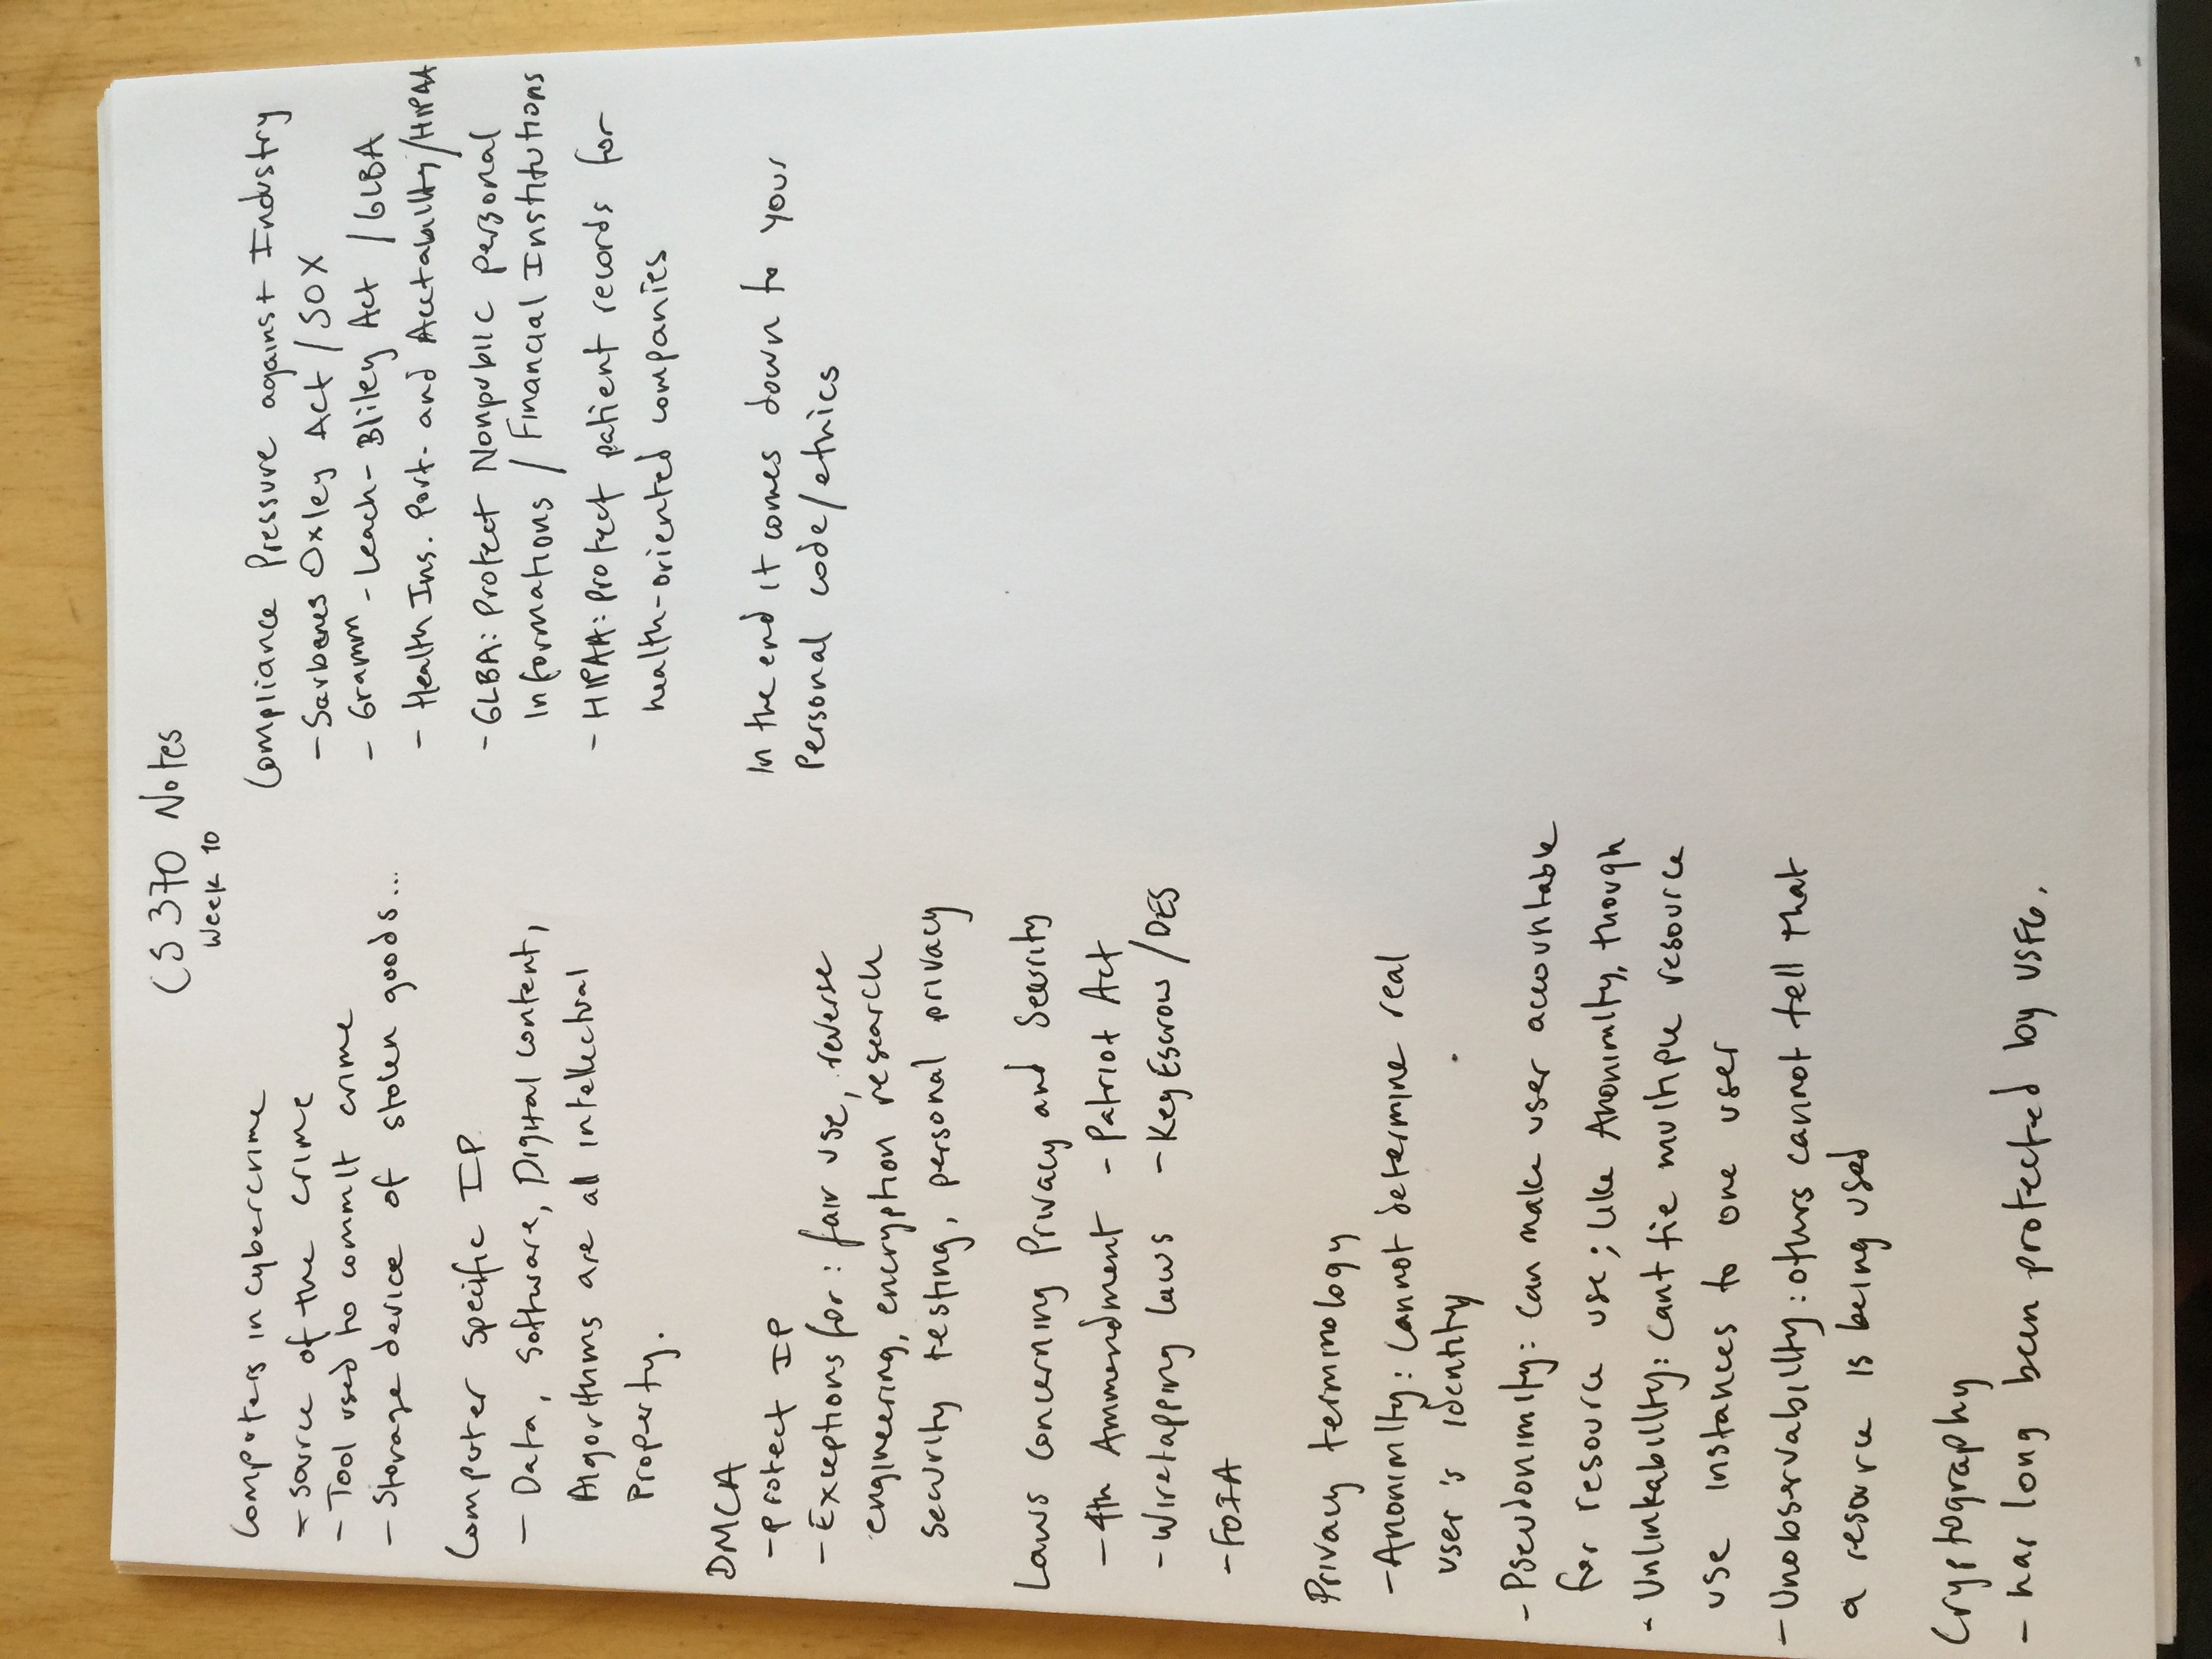 CS 370 Notes
Week 10
Computers in cybercrime
- source of the crime
- Tool used to commit crime
- Storage device of stolen goods...
Computer Specific IP
- Data, Software, Digital content,
Algorithms are all intellectual
Property.
DMCA
- protect IP
- Exceptions for: fair use, reverse
engineering, encryption research
security testing, personal privacy
Laws concerning Privacy and Security
- 4th Ammendment - Patriot Act
- Wiretapping laws - Key Escrow / DES
- FOIA
Privacy terminology
- Anonimity: cannot determine real
user's identity
- Pseudonimity: can make user accountable
for resource use; like Anonimity, though
- Unlinkability: cant tie multiple resource
use instances to one user
- Unobservability: others cannot tell that
a resource is being used
Cryptography
- has long been protected by USFG.
Compliance Pressure against Industry
- Sarbenes Oxley Act / SOX
- Gramm - Leach - Bliley Act / GLBA
- Health Ins. Port. and Acctability / HIPAA
- GLBA: Protect Nonpublic personal
informations / Financial Institutions
- HIPAA: protect patient records for
health-oriented companies
In the end it comes down to your
Personal code/ethics